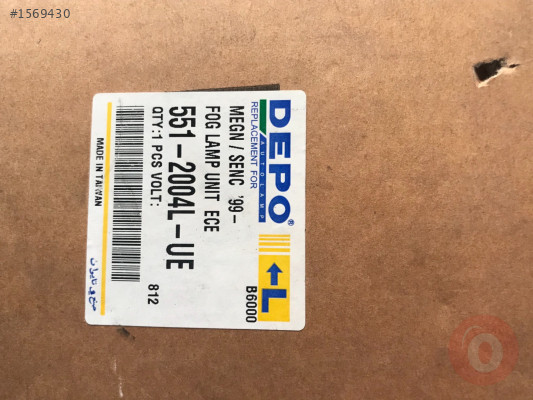 #1569430
DEPO®
AUTOLAMP
REPLACEMENT FOR
MEGN / SENC '99-
FOG LAMP UNIT ECE
551-2004L-UE
QTY:1 PCS VOLT:
L
B6000
812
MADE IN TAIWAN